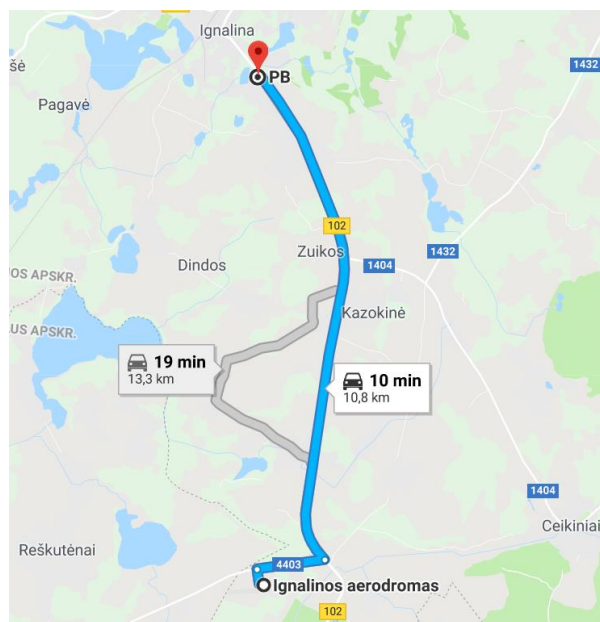 Ignalina
šė
PB
1432
Pagavė
102
Zuikos
1432
Dindos
1404
OS APSKR.
Kazokinė
US APSKR.
19 min
13,3 km
10 min
10,8 km
1404
Ceikiniai
Reškutėnai
4403
Ignalinos aerodromas
102